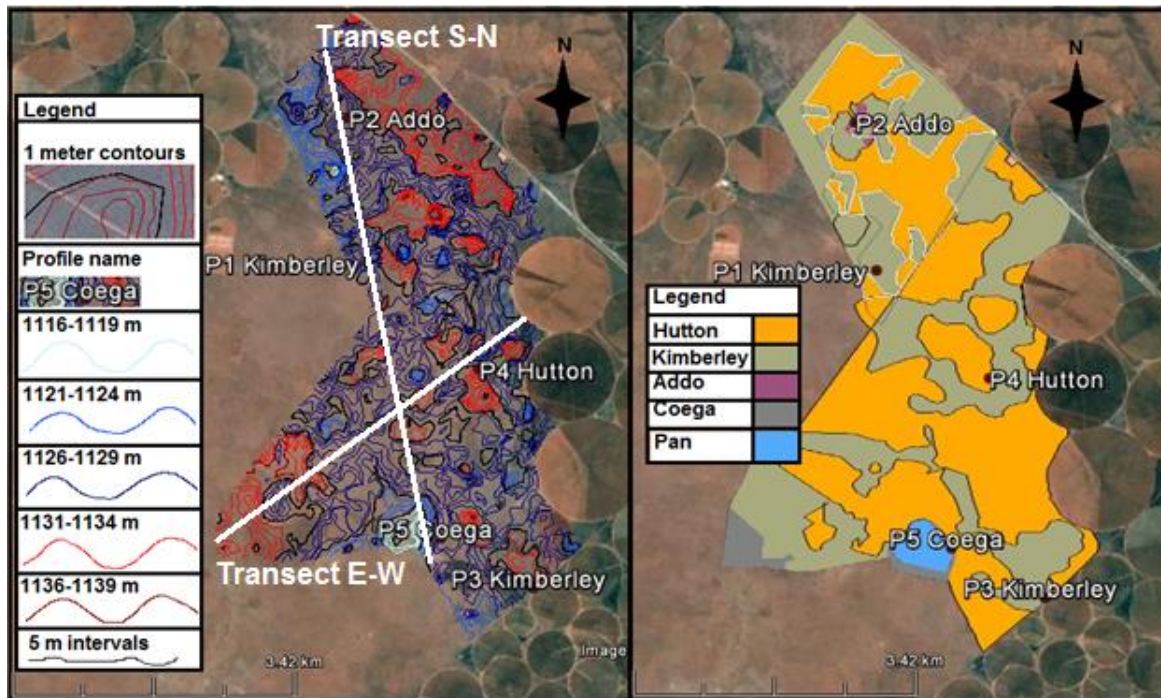 Transect S-N
N
Legend
1 meter contours
P2 Addo
Profile name
P5 Coega
P1 Kimberley
1116-1119 m
1121-1124 m
P4 Hutton
1126-1129 m
1131-1134 m
P5 Coega
Transect E-W
P3 Kimberley
1136-1139 m
5 m intervals
3.42 km
Image
N
P2 Addo
P1 Kimberley
Legend
Hutton
Kimberley
Addo
Coega
Pan
P4 Hutton
P5 Coega
P3 Kimberley
3.42 km